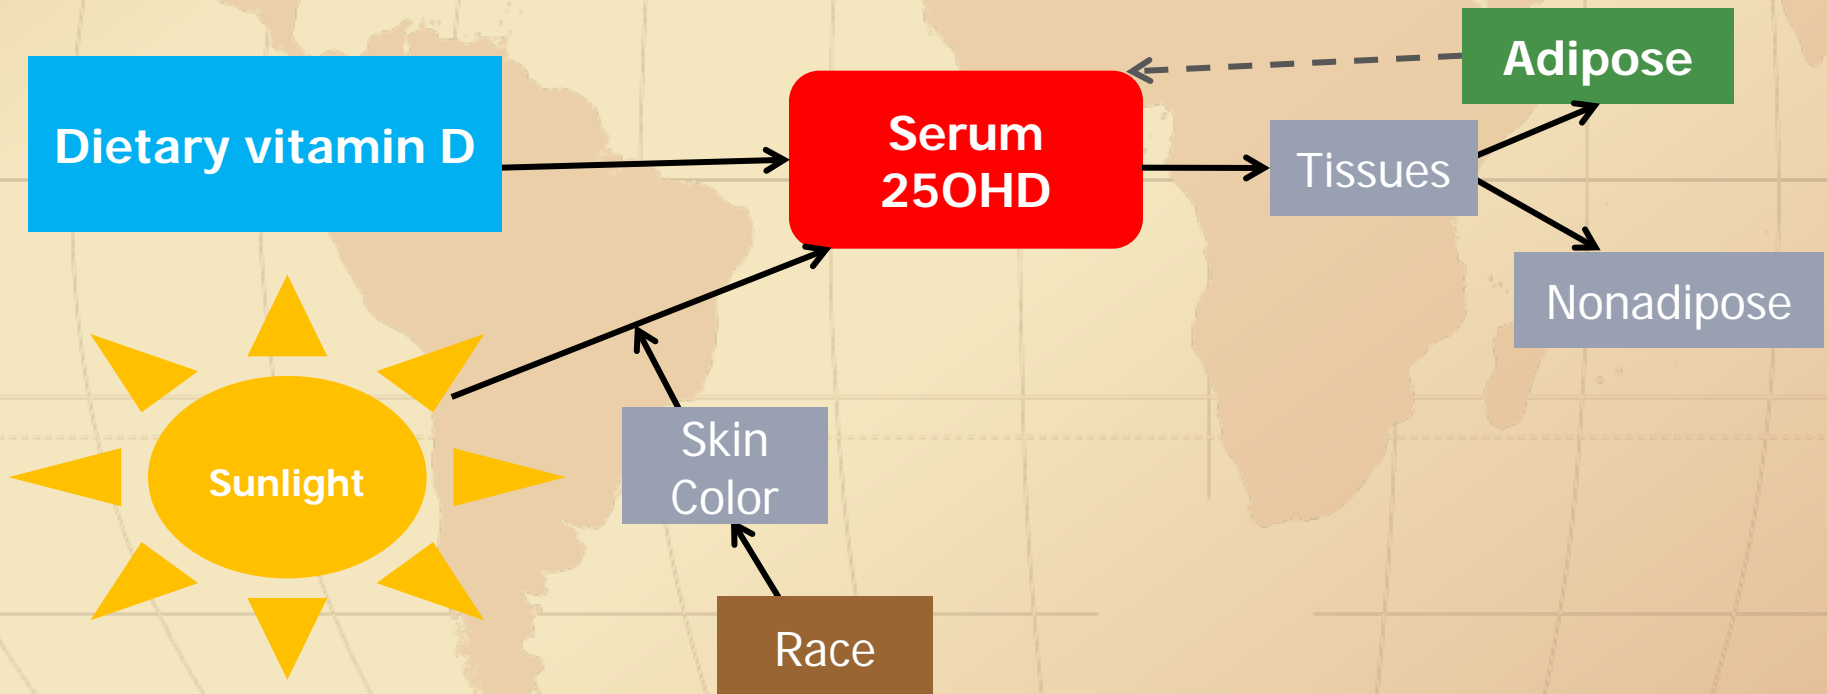 Adipose
Dietary vitamin D
Serum
25OHD
Tissues
Nonadipose
Skin
Color
Sunlight
Race